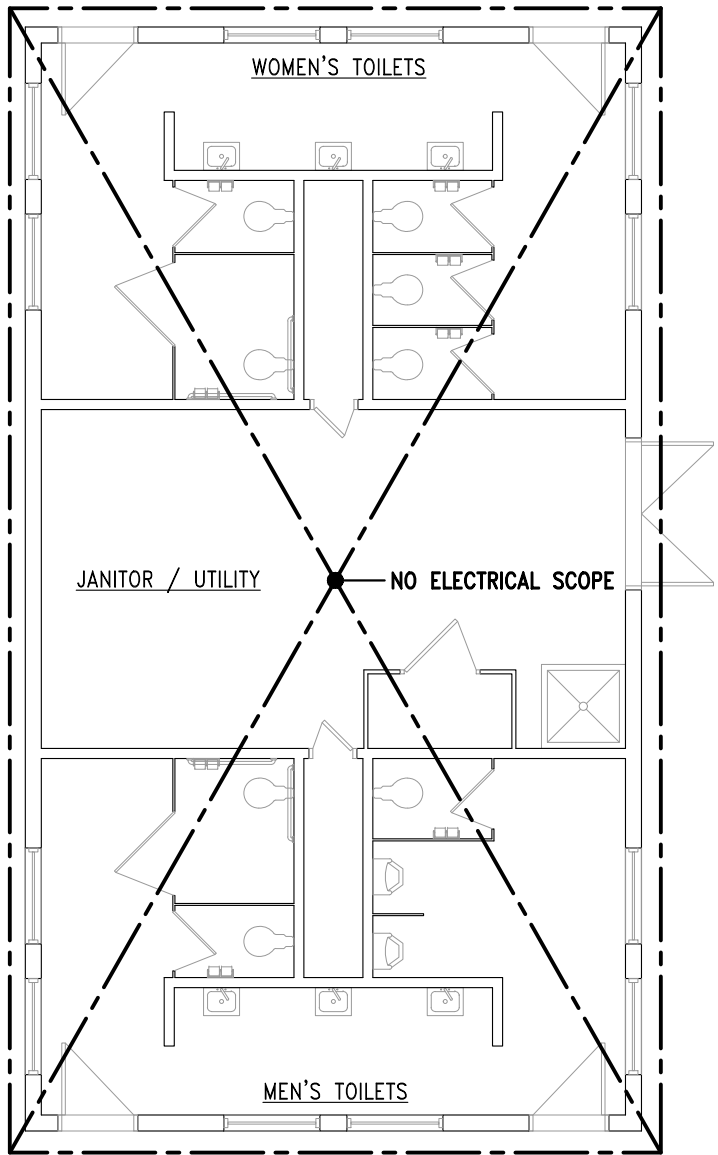 WOMEN'S TOILETS
JANITOR / UTILITY
NO ELECTRICAL SCOPE
MEN'S TOILETS